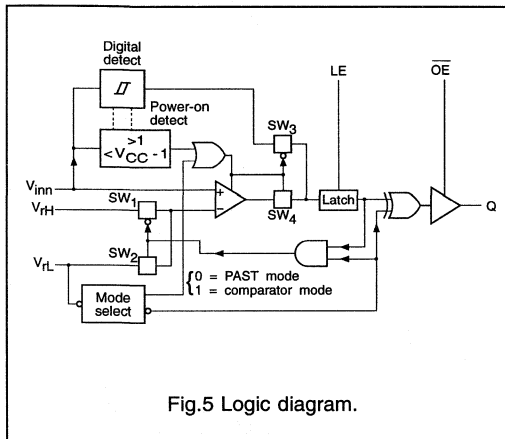 Digital
detect
LE
OE
Power-on
detect
>1
<VCC - 1
SW3
Vinn
+
SW1
VrH
−
SW4
Latch
Q
SW2
VrL
0 = PAST mode
1 = comparator mode
Mode
select
Fig.5 Logic diagram.